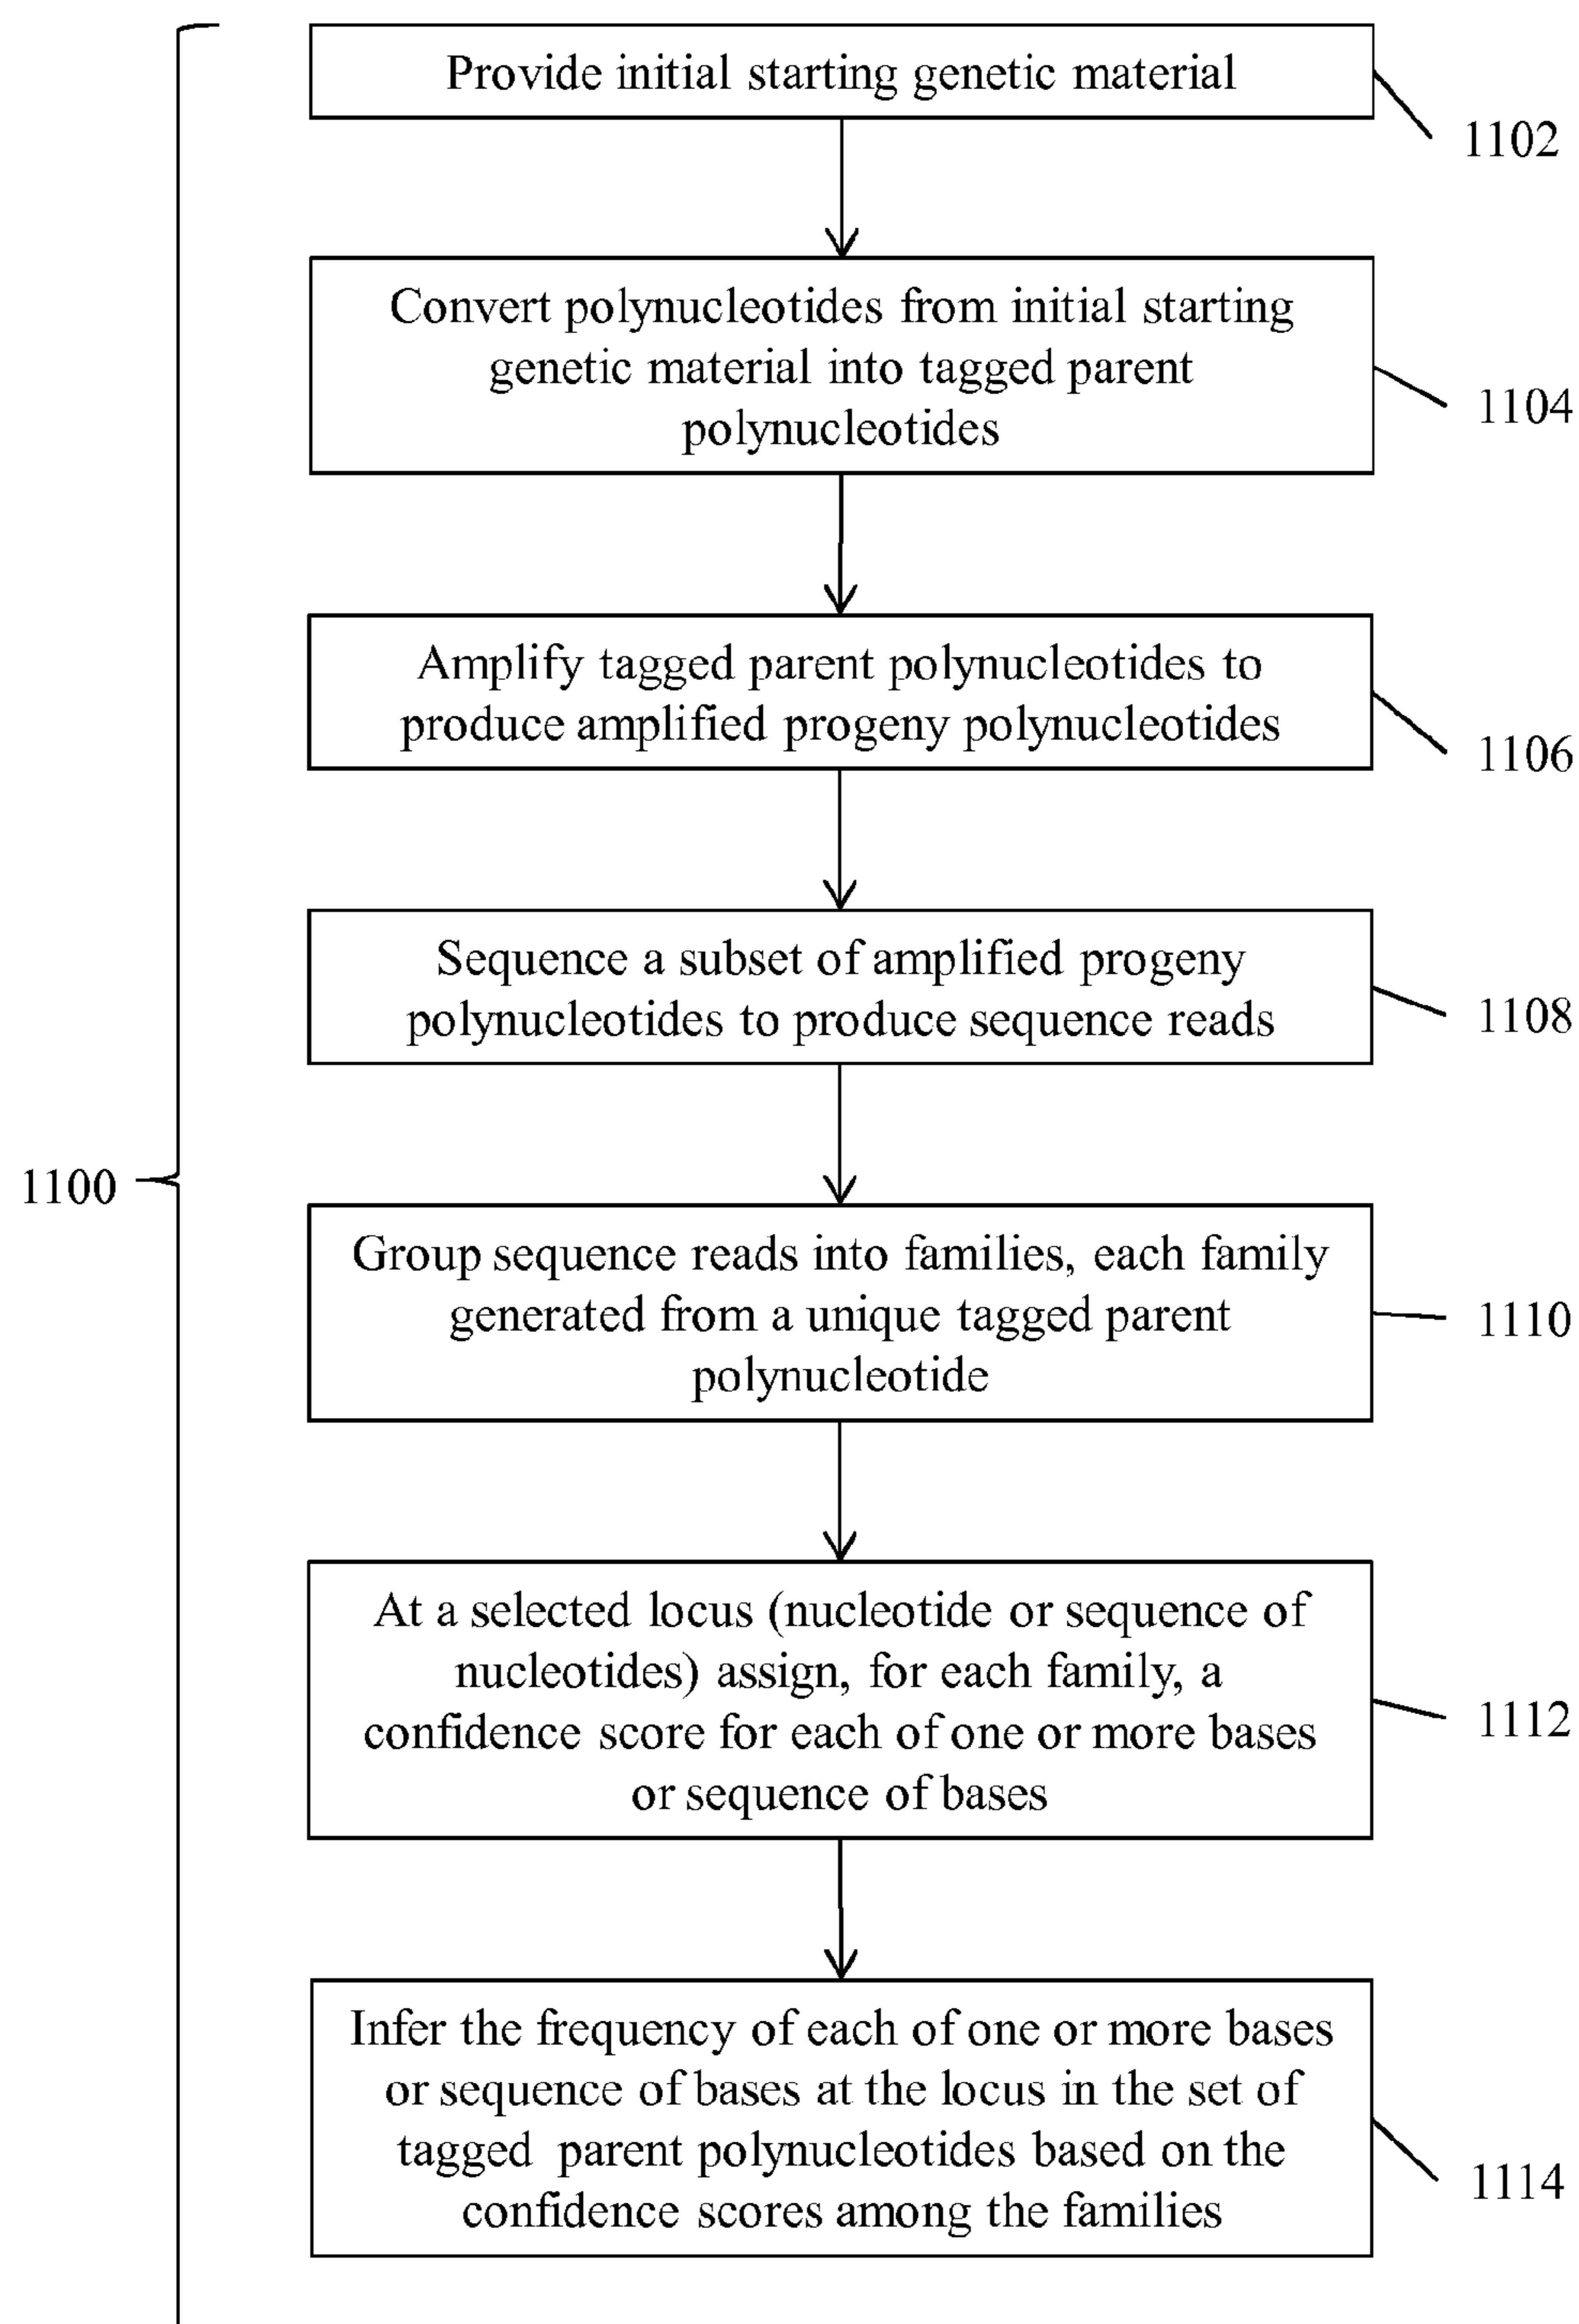 Provide initial starting genetic material
1102
Convert polynucleotides from initial starting
genetic material into tagged parent
polynucleotides
1104
Amplify tagged parent polynucleotides to
produce amplified progeny polynucleotides
1106
Sequence a subset of amplified progeny
polynucleotides to produce sequence reads
1108
1100
Group sequence reads into families, each family
generated from a unique tagged parent
polynucleotide
1110
At a selected locus (nucleotide or sequence of
nucleotides) assign, for each family, a
confidence score for each of one or more bases
or sequence of bases
1112
Infer the frequency of each of one or more bases
or sequence of bases at the locus in the set of
tagged parent polynucleotides based on the
confidence scores among the families
1114